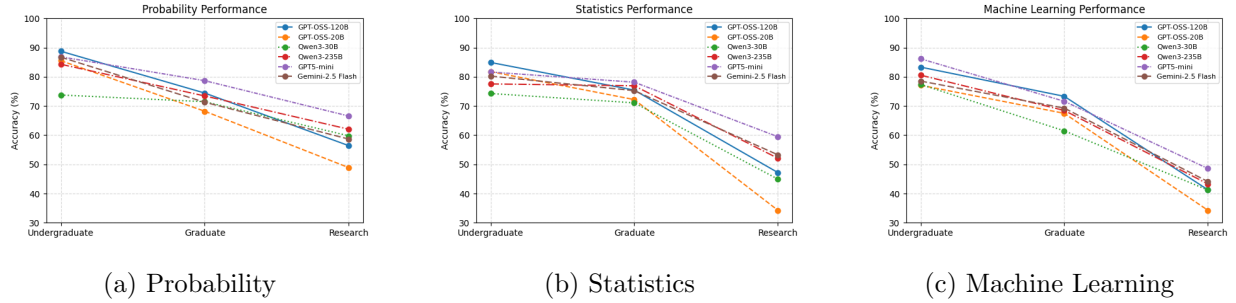 Probability Performance
Accuracy (%)
100
90
80
70
60
50
40
30
Undergraduate
Graduate
Research
GPT-OSS-120B
GPT-OSS-20B
Qwen3-30B
Qwen3-235B
GPT5-mini
Gemini-2.5 Flash
(a) Probability
Statistics Performance
Accuracy (%)
100
90
80
70
60
50
40
30
Undergraduate
Graduate
Research
GPT-OSS-120B
GPT-OSS-20B
Qwen3-30B
Qwen3-235B
GPT5-mini
Gemini-2.5 Flash
(b) Statistics
Machine Learning Performance
Accuracy (%)
100
90
80
70
60
50
40
30
Undergraduate
Graduate
Research
GPT-OSS-120B
GPT-OSS-20B
Qwen3-30B
Qwen3-235B
GPT5-mini
Gemini-2.5 Flash
(c) Machine Learning